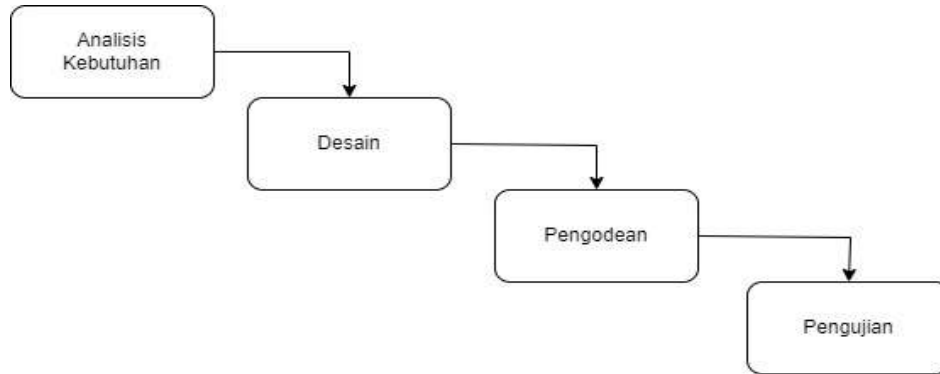 Analisis
Kebutuhan
Desain
Pengodean
Pengujian